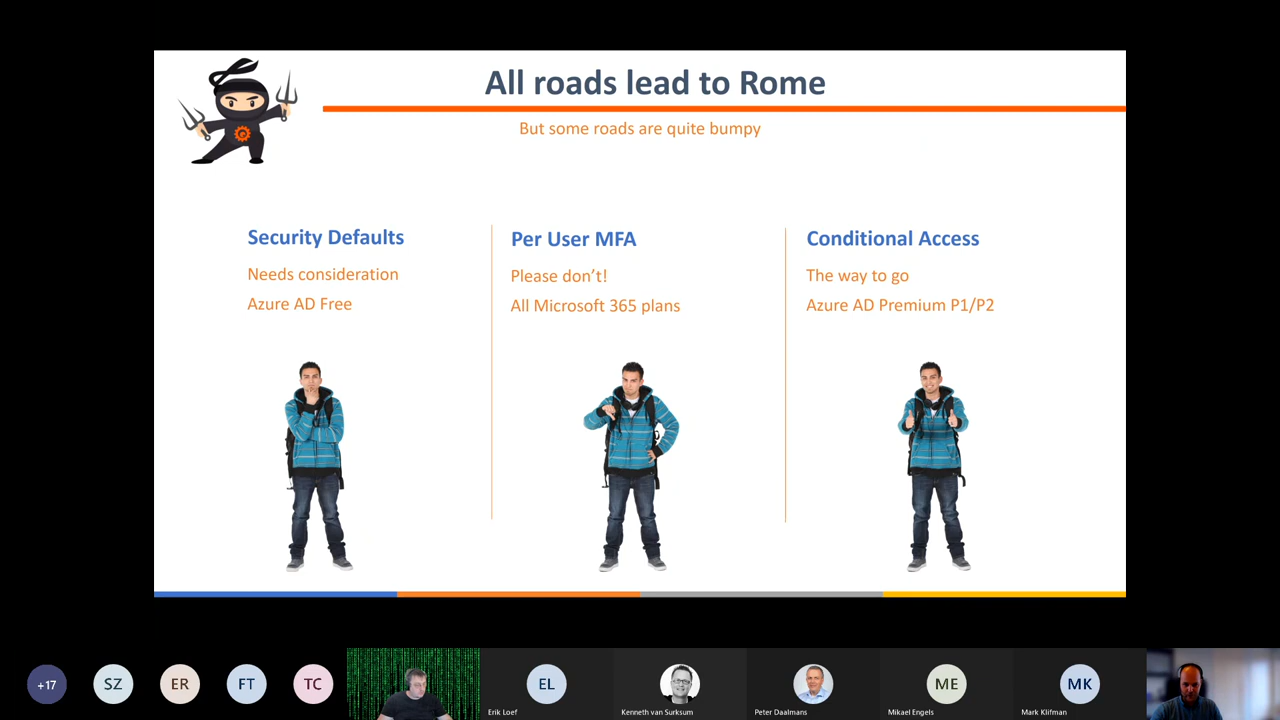 All roads lead to Rome
But some roads are quite bumpy
Security Defaults
Needs consideration
Azure AD Free
Per User MFA
Please don't!
All Microsoft 365 plans
Conditional Access
The way to go
Azure AD Premium P1/P2
+17
SZ
ER
FT
TC
EL
Erik Loef
Kenneth van Surksum
Peter Daalmans
ME
Mikael Engels
MK
Mark Klifman